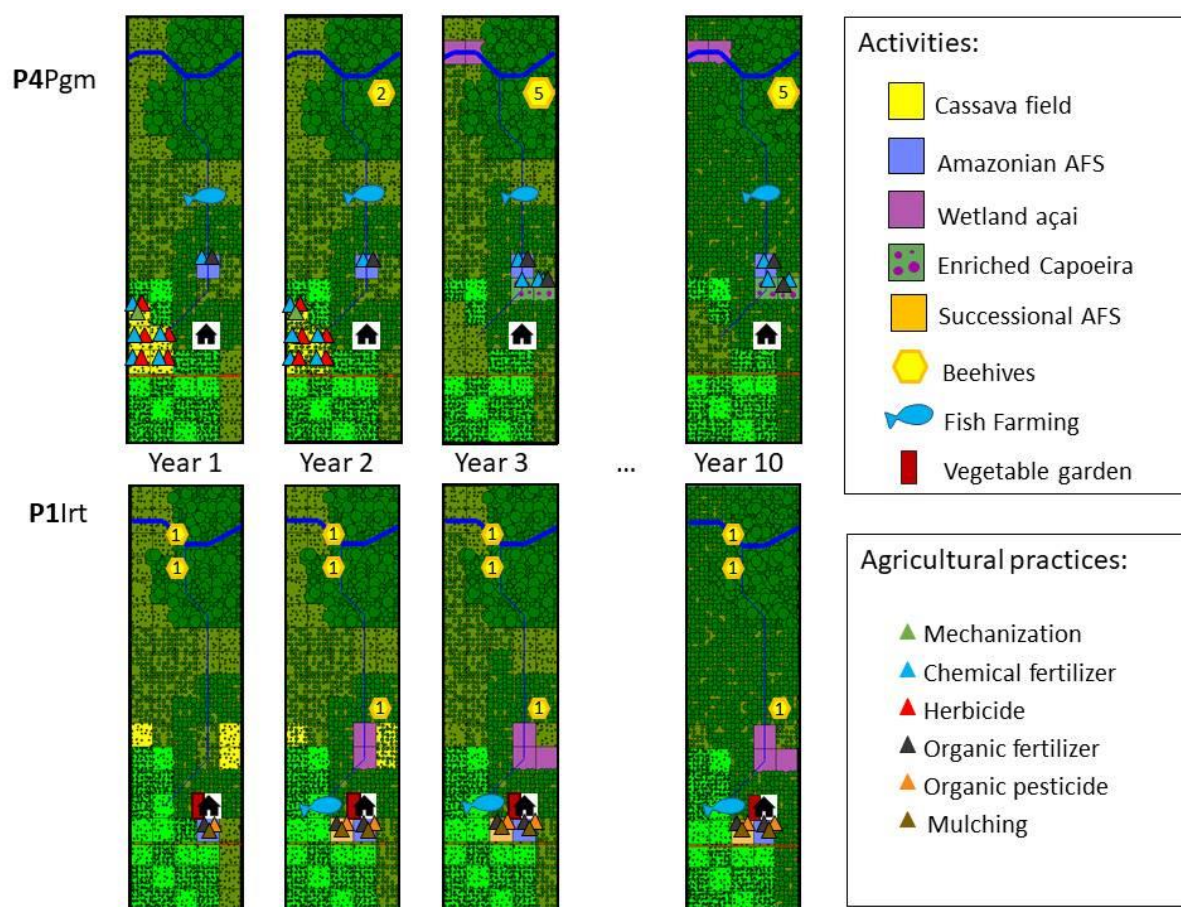 P4Pgm
2
5
5
Year 1
Year 2
Year 3
...
Year 10
P1Irt
1
1
1
1
1
1
1
1
1
1
1
Activities:
Cassava field
Amazonian AFS
Wetland açai
Enriched Capoeira
Successional AFS
Beehives
Fish Farming
Vegetable garden
Agricultural practices:
Mechanization
Chemical fertilizer
Herbicide
Organic fertilizer
Organic pesticide
Mulching